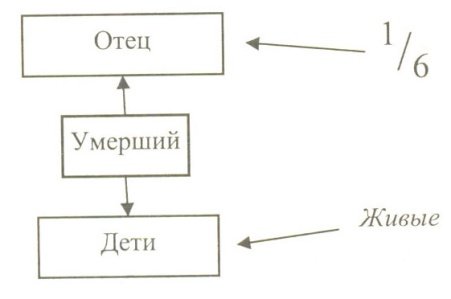 Отец
1/6
Умерший
Живые
Дети